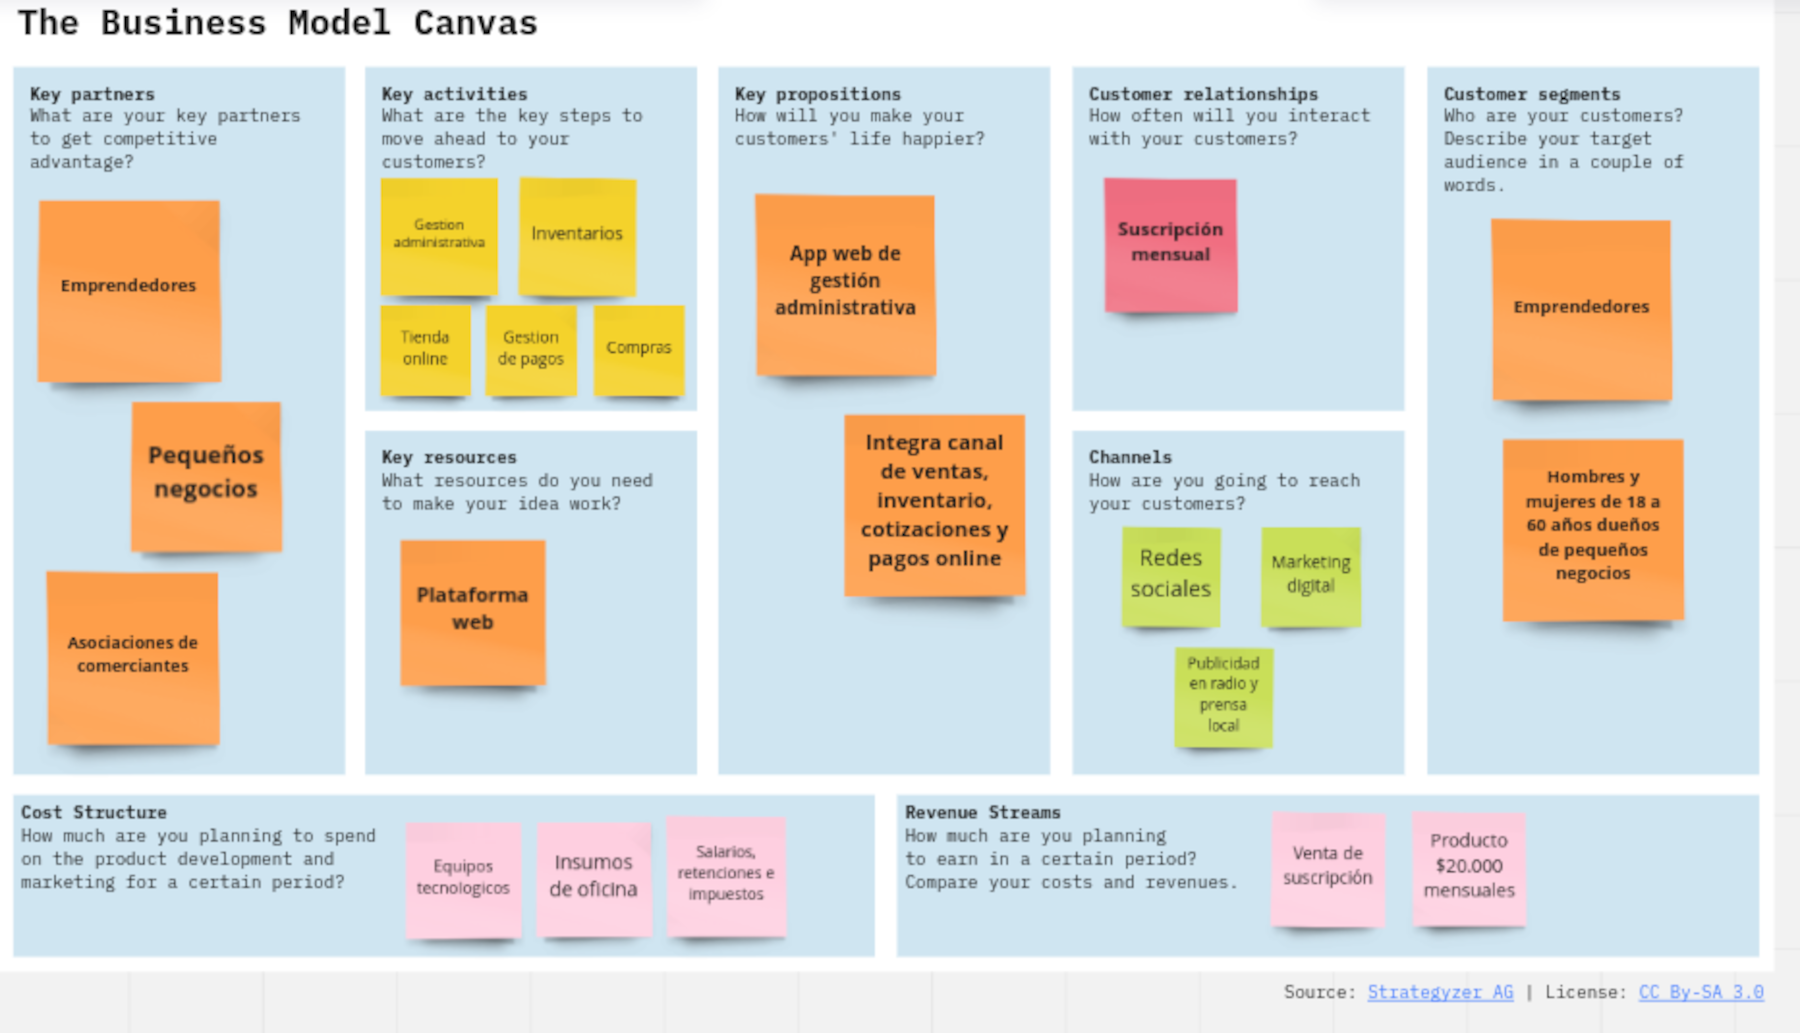 The Business Model Canvas
Key partners
What are your key partners
to get competitive
advantage?
Emprendedores
Pequeños
negocios
Asociaciones de
comerciantes
Key activities
What are the key steps to
move ahead to your
customers?
Gestion
administrativa
Inventarios
Tienda
online
Gestion
de pagos
Compras
Key resources
What resources do you need
to make your idea work?
Plataforma
web
Key propositions
How will you make your
customers' life happier?
App web de
gestión
administrativa
Integra canal
de ventas,
inventario,
cotizaciones y
pagos online
Customer relationships
How often will you interact
with your customers?
Suscripción
mensual
Channels
How are you going to reach
your customers?
Redes
sociales
Marketing
digital
Publicidad
en radio y
prensa
local
Customer segments
Who are your customers?
Describe your target
audience in a couple of
words.
Emprendedores
Hombres y
mujeres de 18 a
60 años dueños
de pequeños
negocios
Cost Structure
How much are you planning to spend
on the product development and
marketing for a certain period?
Equipos
tecnologicos
Insumos
de oficina
Salarios,
retenciones e
impuestos
Revenue Streams
How much are you planning
to earn in a certain period?
Compare your costs and revenues.
Venta de
suscripción
Producto
$20.000
mensuales
Source: Strategyzer AG | License: CC By-SA 3.0